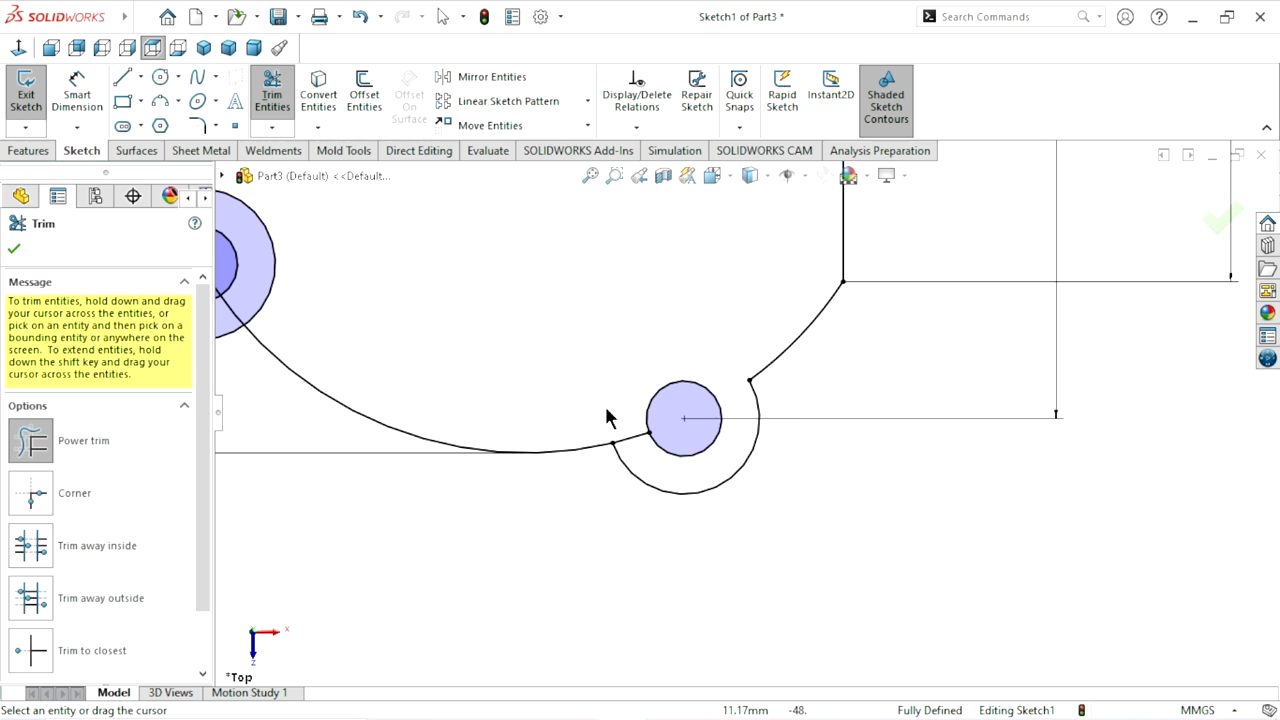 SOLIDWORKS
Sketch1 of Part3 *
Search Commands
Exit
Sketch
Smart
Dimension
Trim
Entities
Convert
Entities
Offset
Entities
Offset
On
Surface
Mirror Entities
Linear Sketch Pattern
Move Entities
Display/Delete
Relations
Repair
Sketch
Quick
Snaps
Rapid
Sketch
Instant2D
Shaded
Sketch
Contours
Features
Sketch
Surfaces
Sheet Metal
Weldments
Mold Tools
Direct Editing
Evaluate
SOLIDWORKS Add-Ins
Simulation
SOLIDWORKS CAM
Analysis Preparation
Part3 (Default) <<Default...
Trim
Message
To trim entities, hold down and drag
your cursor across the entities, or
pick on an entity and then pick on a
bounding entity or anywhere on the
screen. To extend entities, hold
down the shift key and drag your
cursor across the entities.
Options
Power trim
Corner
Trim away inside
Trim away outside
Trim to closest
x
z
*Top
Model
3D Views
Motion Study 1
Select an entity or drag the cursor
11.17mm
-48.
Fully Defined
Editing Sketch1
MMGS